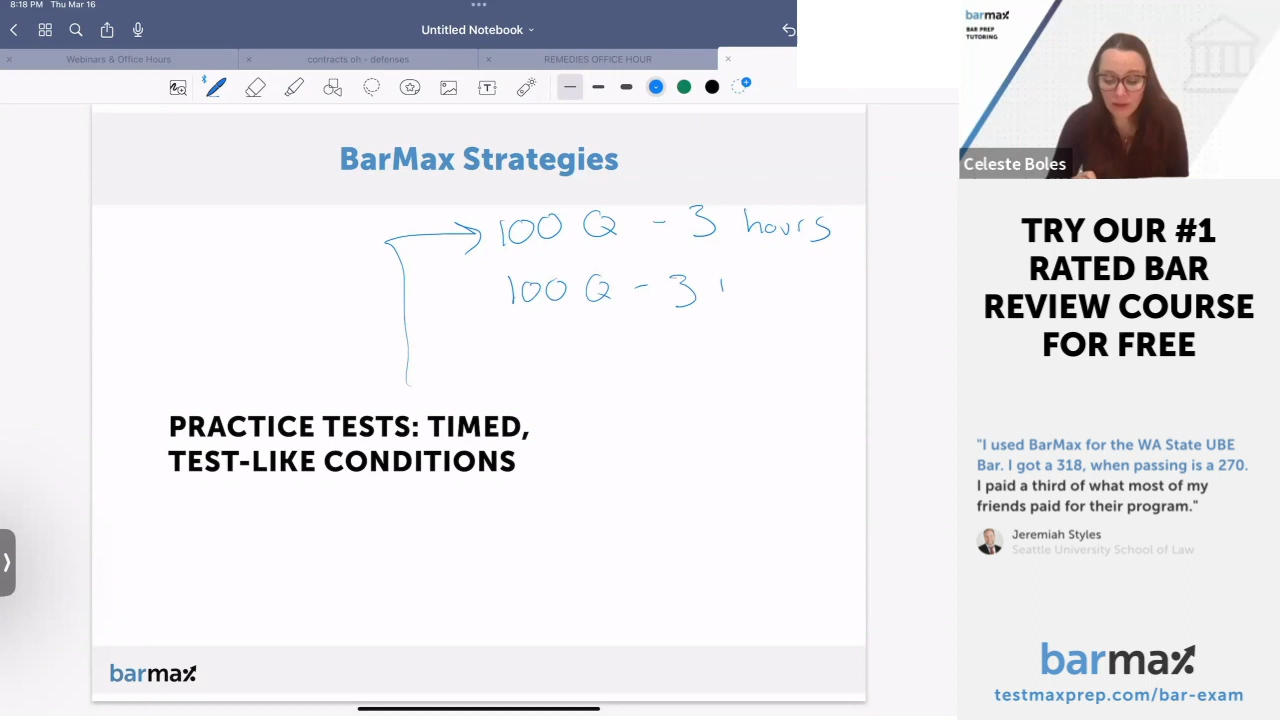 8:18 PM Thu Mar 16
Untitled Notebook
Webinars & Office Hours
contracts oh - defenses
REMEDIES OFFICE HOUR
BarMax Strategies
100 Q - 3 hours
100 Q - 3
PRACTICE TESTS: TIMED,
TEST-LIKE CONDITIONS
barmax
barmax
BAR PREP
TUTORING
Celeste Boles
TRY OUR #1
RATED BAR
REVIEW COURSE
FOR FREE
"I used BarMax for the WA State UBE
Bar. I got a 318, when passing is a 270.
I paid a third of what most of my
friends paid for their program."
Jeremiah Styles
Seattle University School of Law
barmax
testmaxprep.com/bar-exam